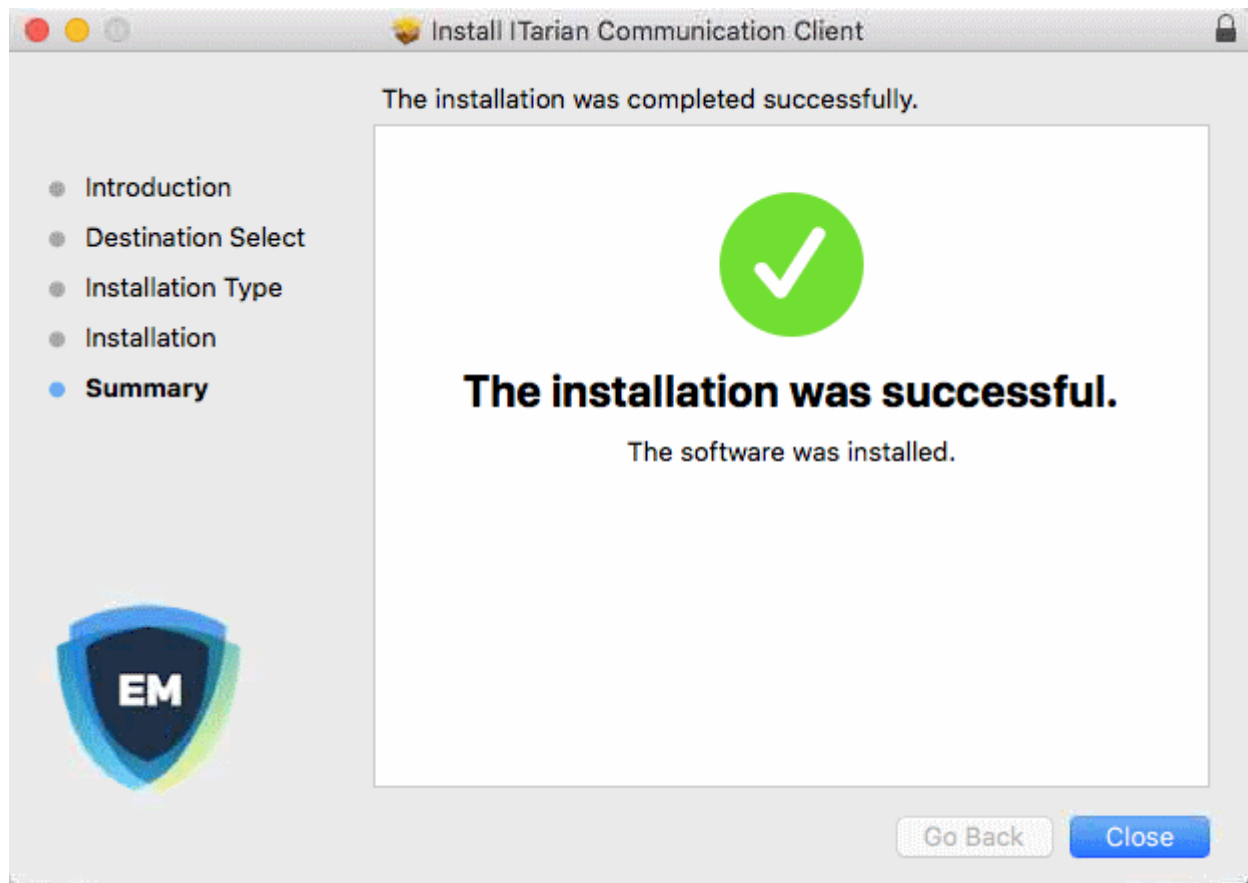 Install ITarian Communication Client
The installation was completed successfully.
Introduction
Destination Select
Installation Type
Installation
Summary
The installation was successful.
The software was installed.
EM
Go Back
Close